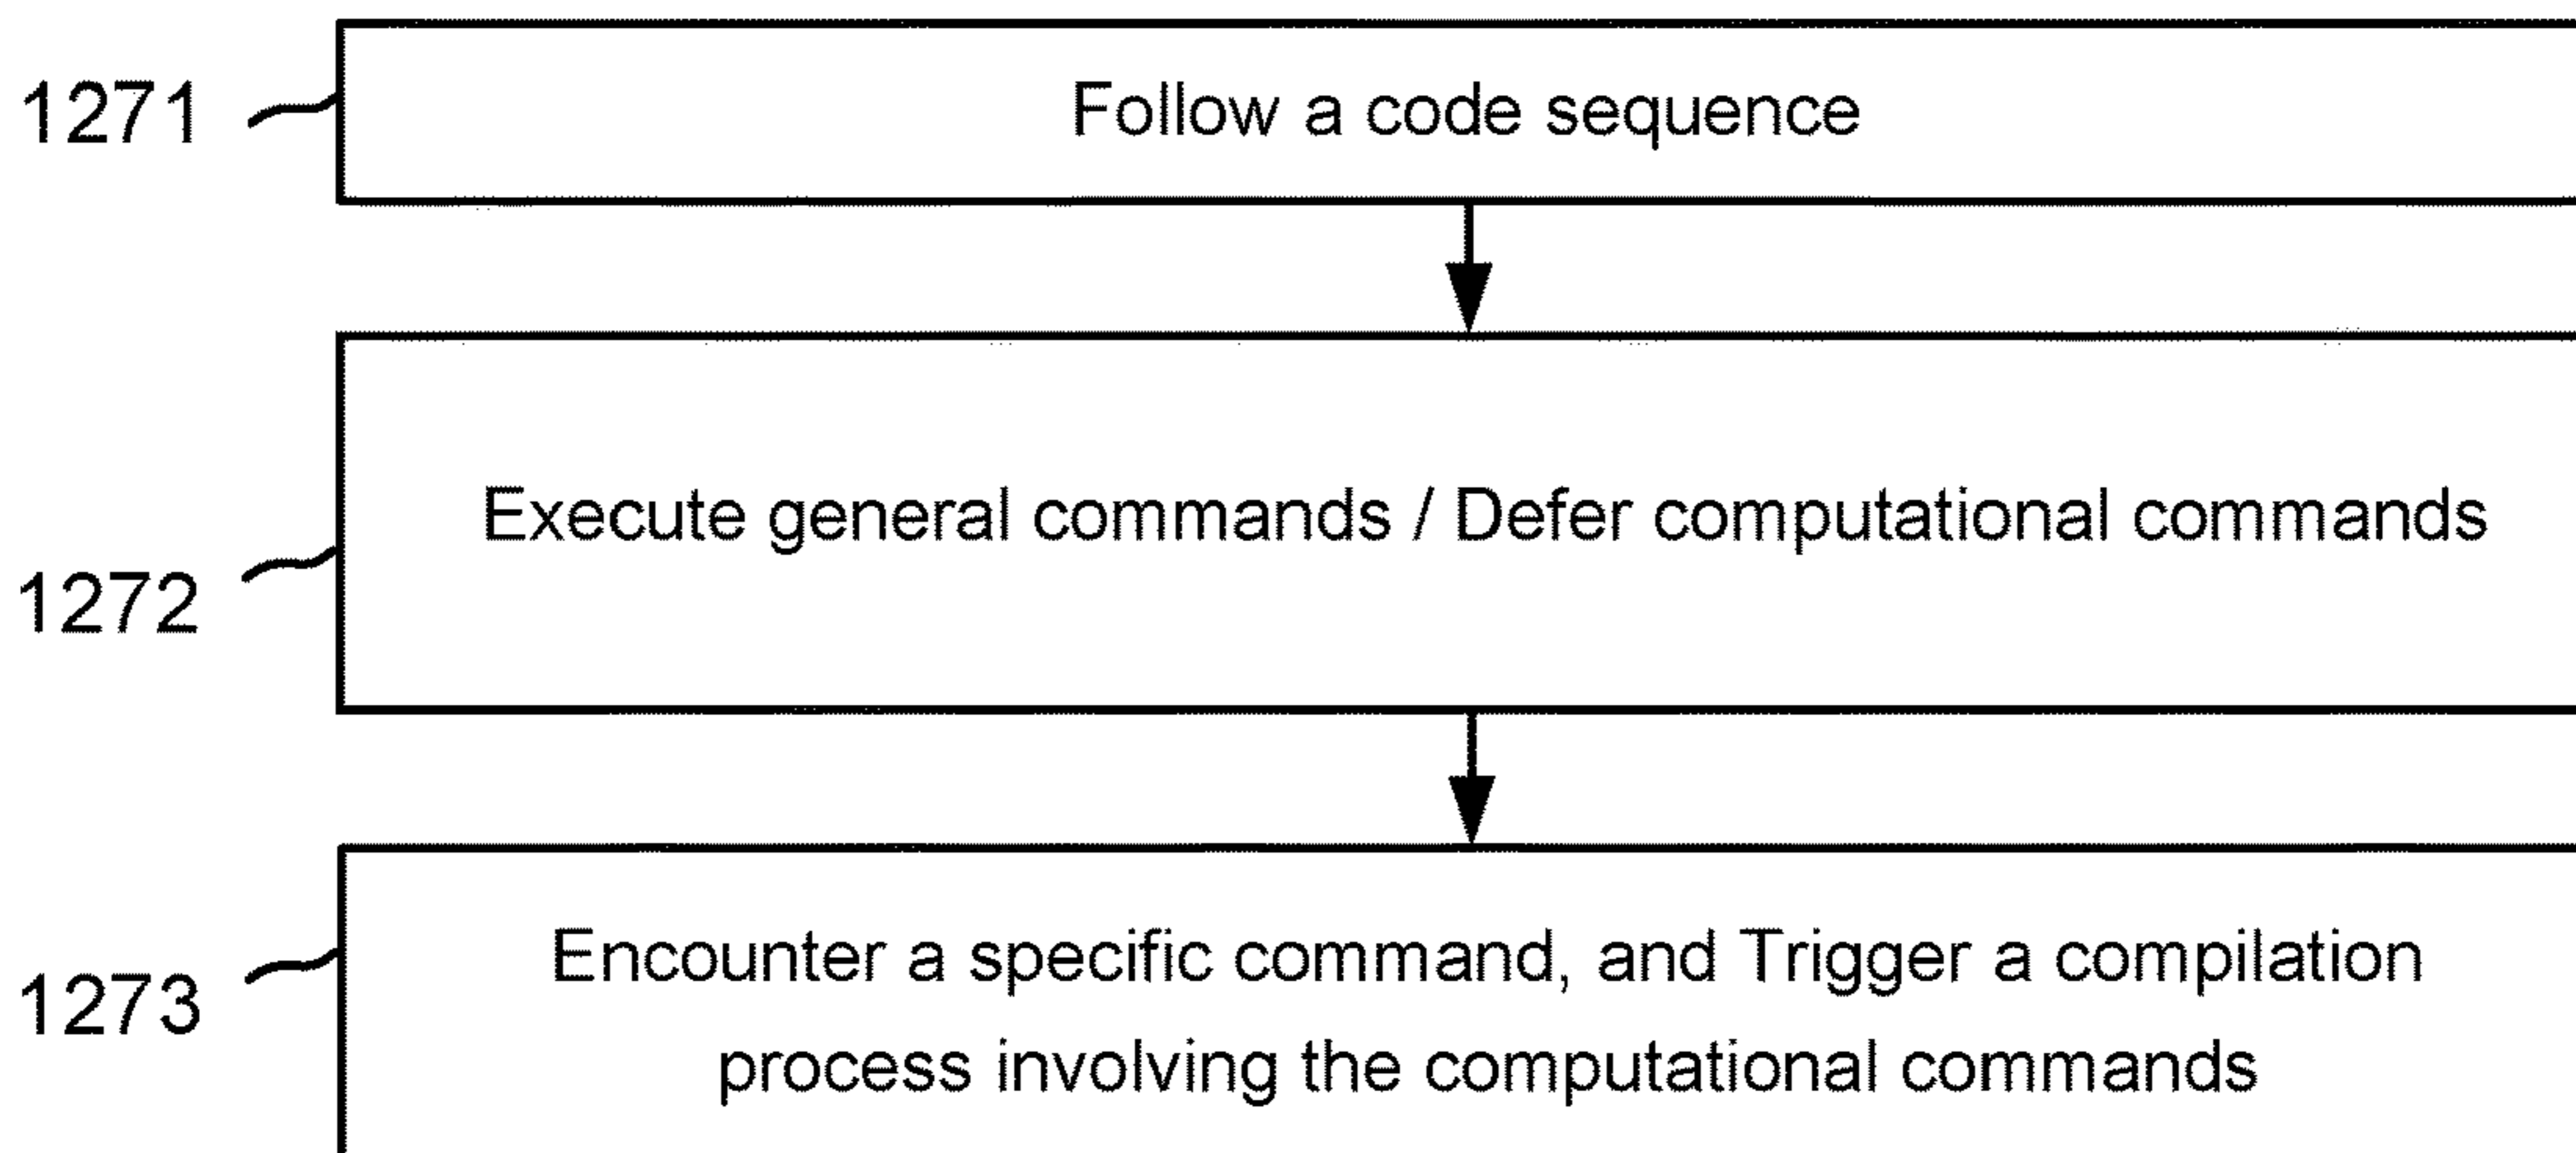 1271
Follow a code sequence
Execute general commands / Defer computational commands
1272
Encounter a specific command, and Trigger a compilation
1273
process involving the computational commands